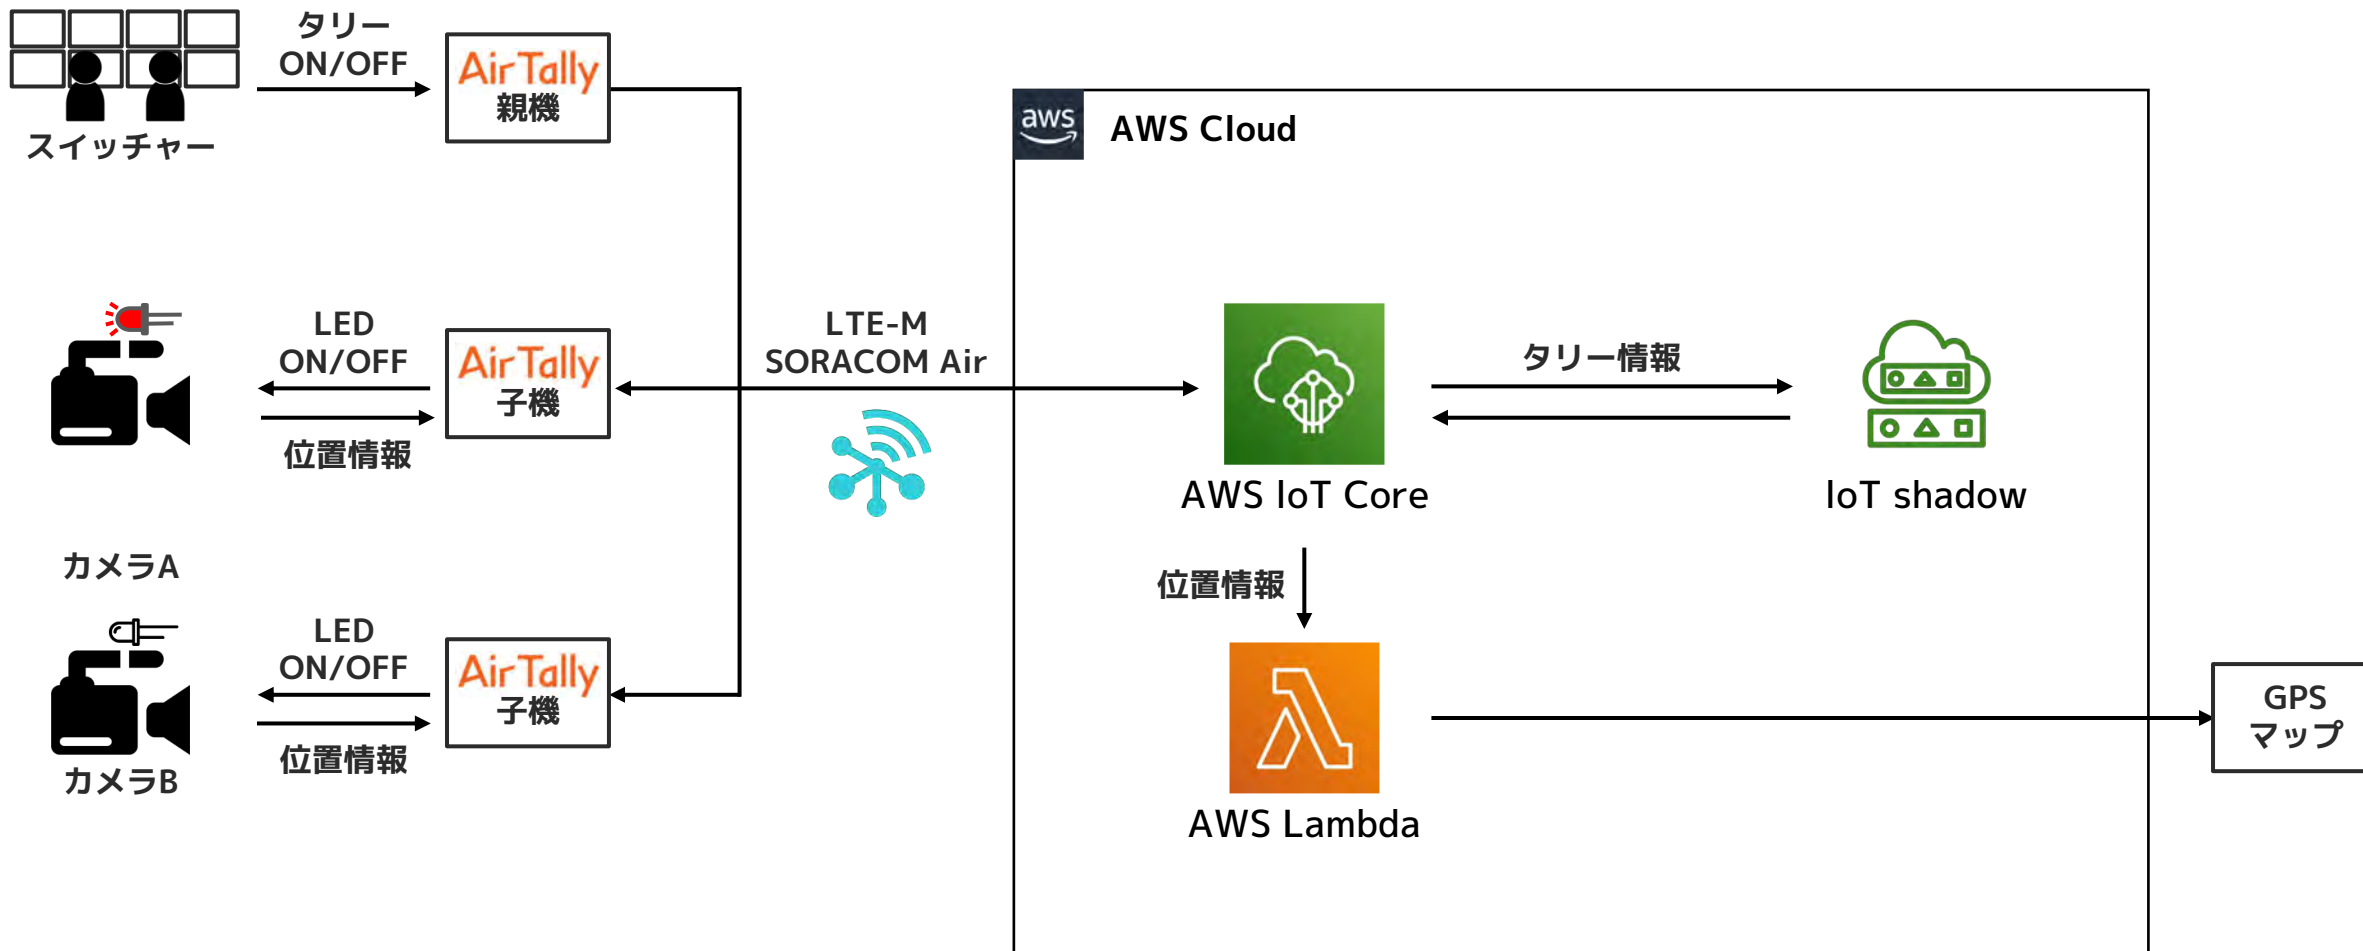 タリー
ON/OFF
AirTally
親機
スイッチャー
aws
AWS Cloud
LED
ON/OFF
AirTally
子機
位置情報
LTE-M
SORACOM Air
タリー情報
AWS IoT Core
IoT shadow
カメラA
位置情報
LED
ON/OFF
AirTally
子機
位置情報
カメラB
AWS Lambda
GPS
マップ